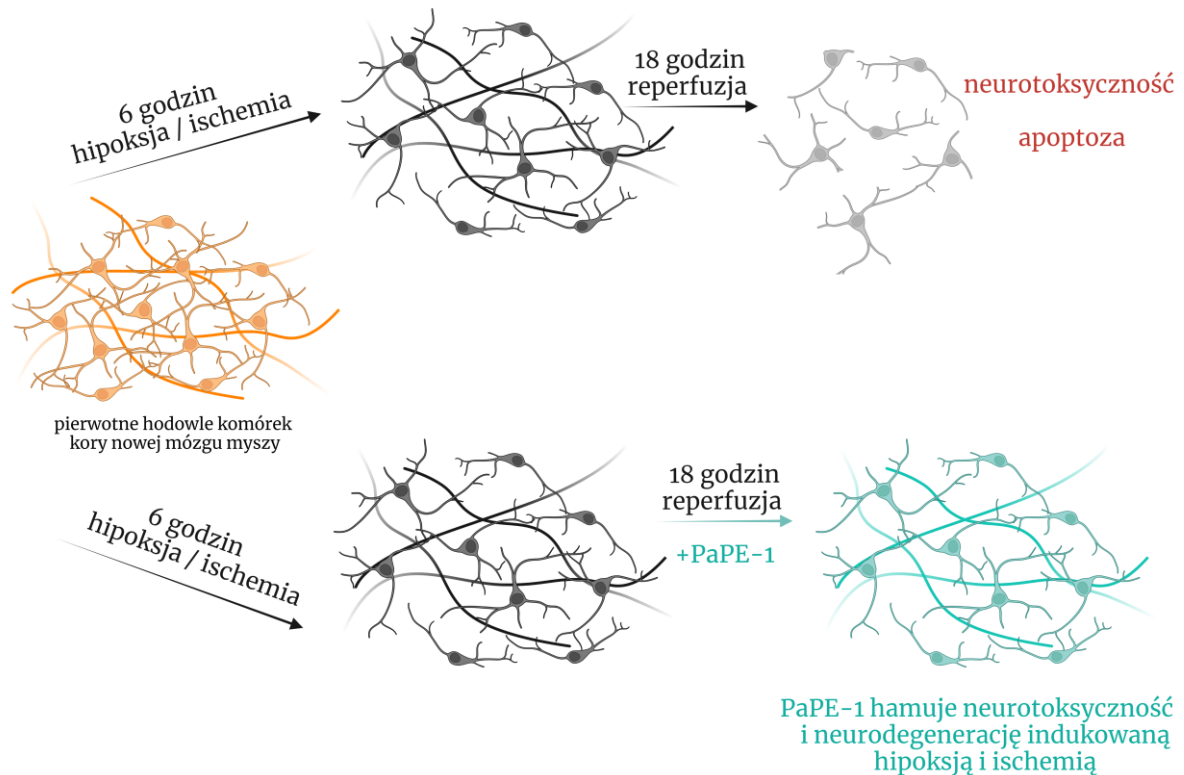 6 godzin
hipoksja / ischemia
18 godzin
reperfuzja
neurotoksyczność
apoptoza
pierwotne hodowle komórek
kory nowej mózgu myszy
6 godzin
hipoksja / ischemia
18 godzin
reperfuzja
+PaPE-1
PaPE-1 hamuje neurotoksyczność
i neurodegenerację indukowaną
hipoksją i ischemią